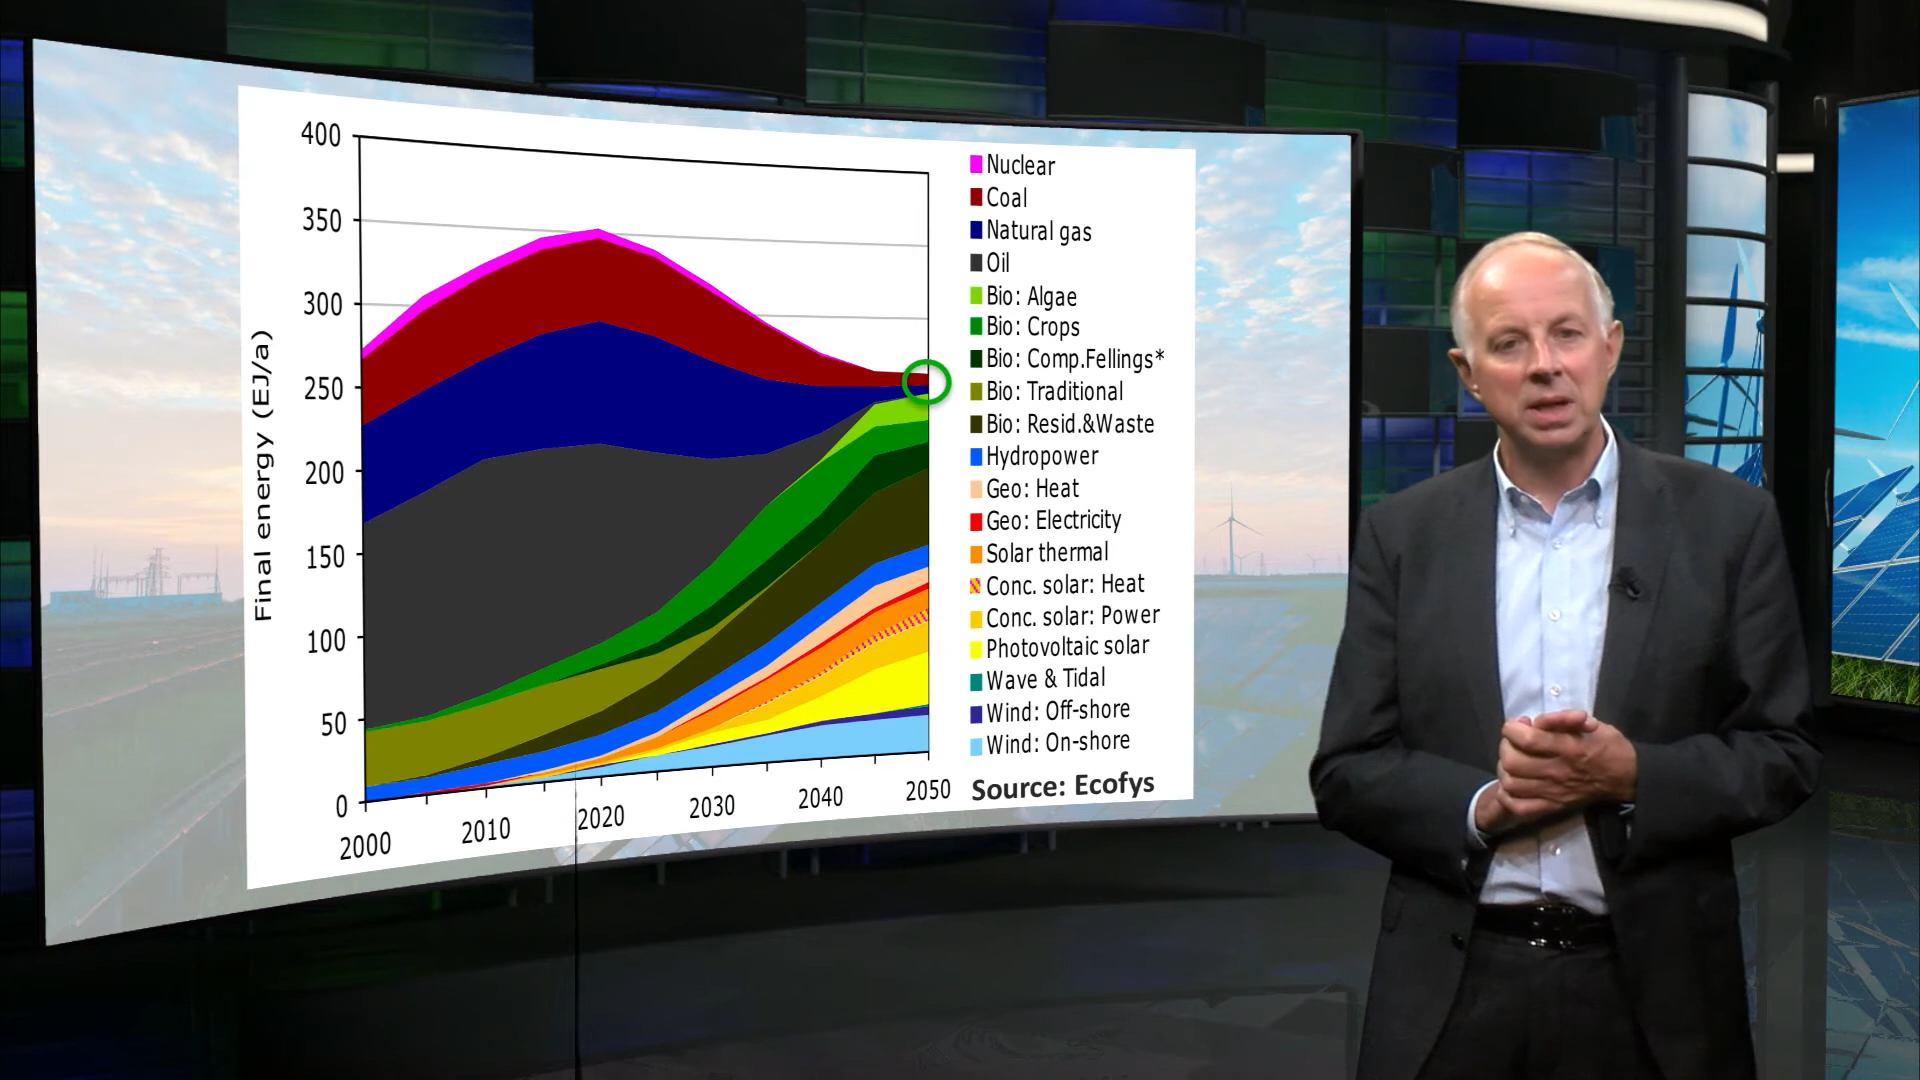 400
350
300
250
200
150
100
50
0
Final energy (EJ/a)
2000
2010
2020
2030
2040
2050
Nuclear
Coal
Natural gas
Oil
Bio: Algae
Bio: Crops
Bio: Comp.Fellings*
Bio: Traditional
Bio: Resid.&Waste
Hydropower
Geo: Heat
Geo: Electricity
Solar thermal
Conc. solar: Heat
Conc. solar: Power
Photovoltaic solar
Wave & Tidal
Wind: Off-shore
Wind: On-shore
Source: Ecofys